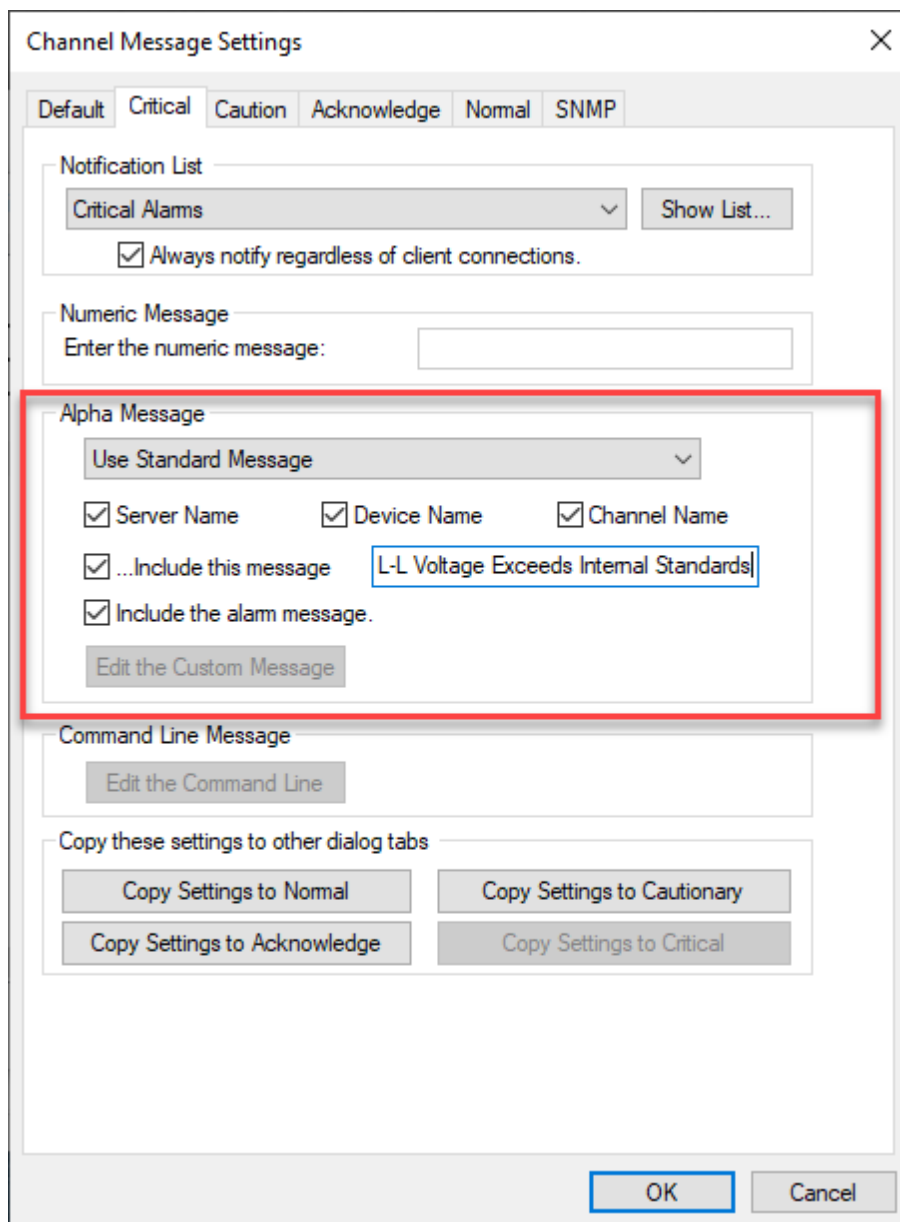 Channel Message Settings
Default Critical Caution Acknowledge Normal SNMP
Notification List
Critical Alarms Show List...
Always notify regardless of client connections.
Numeric Message
Enter the numeric message:
Alpha Message
Use Standard Message
Server Name Device Name Channel Name
...Include this message L-L Voltage Exceeds Internal Standards
Include the alarm message.
Edit the Custom Message
Command Line Message
Edit the Command Line
Copy these settings to other dialog tabs
Copy Settings to Normal Copy Settings to Cautionary
Copy Settings to Acknowledge Copy Settings to Critical
OK Cancel